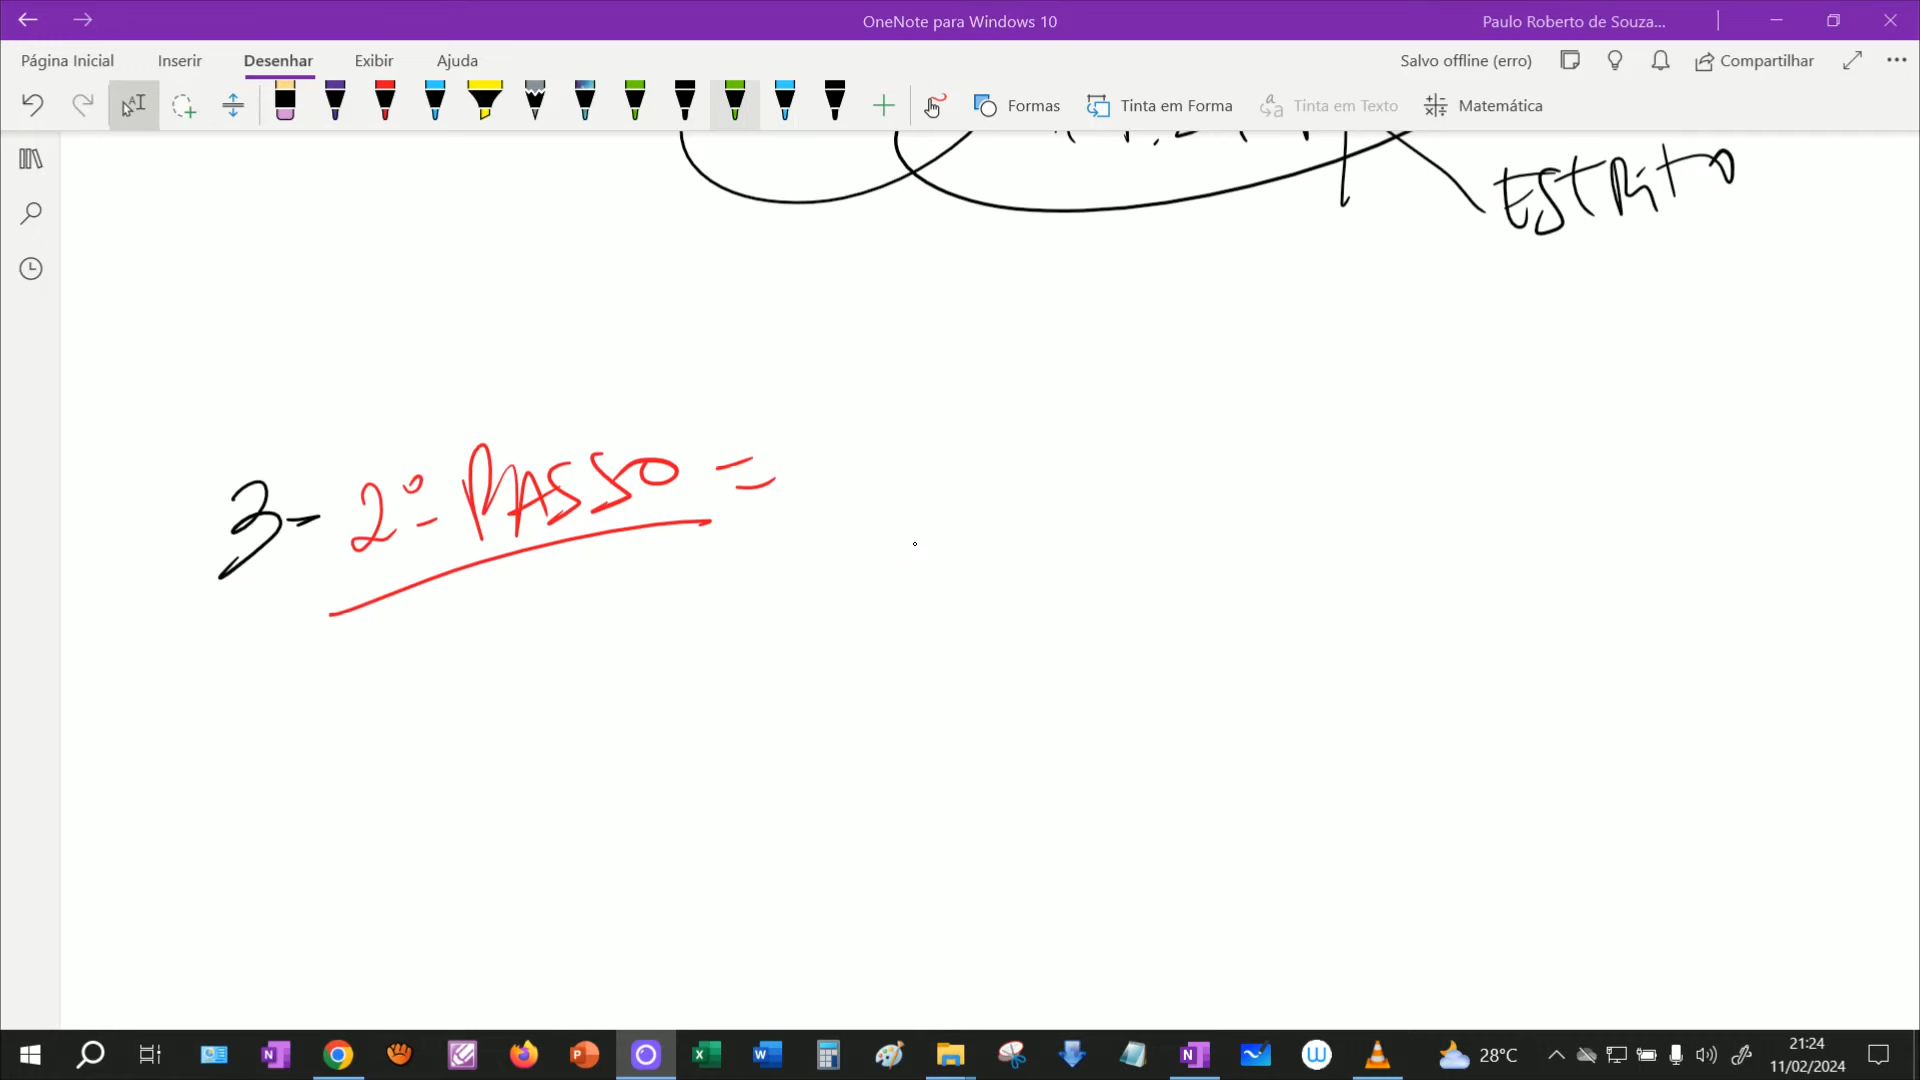 OneNote para Windows 10
Paulo Roberto de Souza...
Página Inicial
Inserir
Desenhar
Exibir
Ajuda
Salvo offline (erro)
Compartilhar
Formas
Tinta em Forma
Tinta em Texto
Matemática
ESTRITO
3- 2º PASSO =
28°C
21:24
11/02/2024